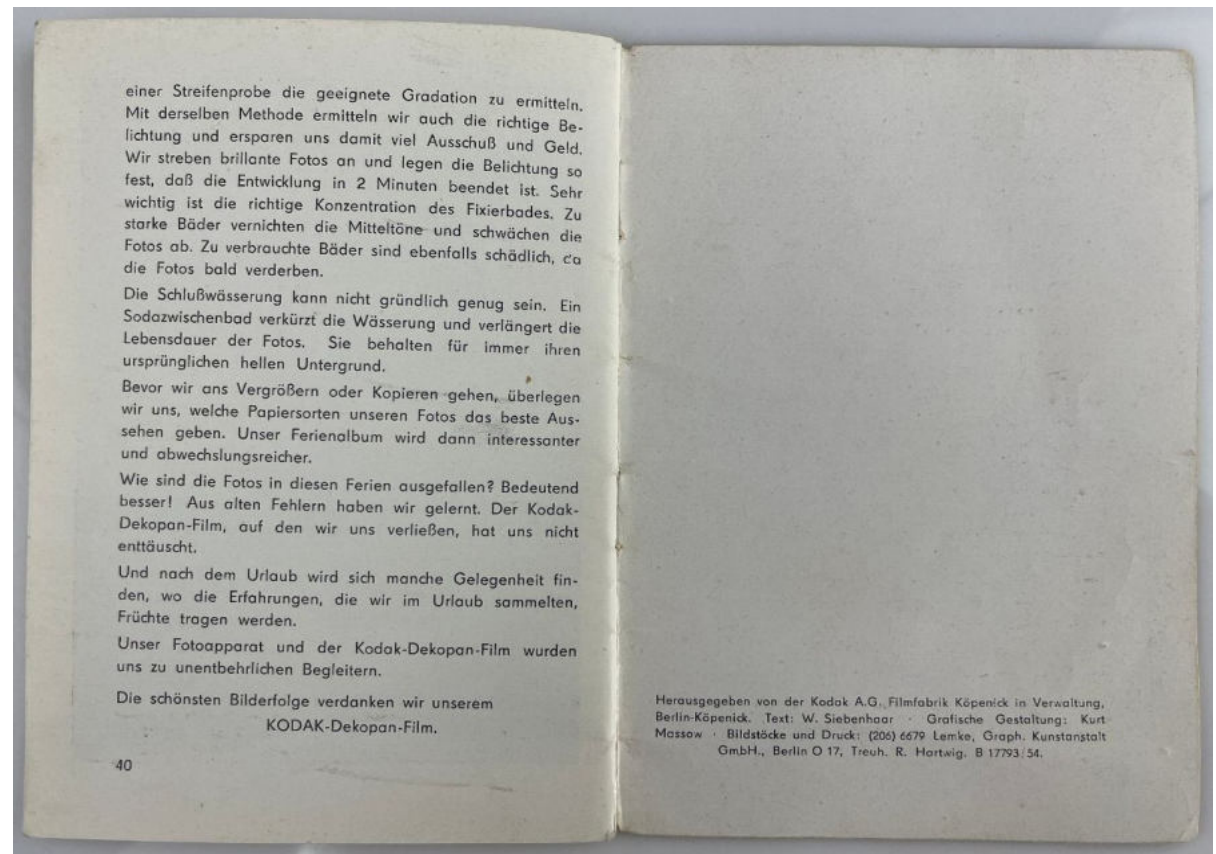 einer Streifenprobe die geeignete Gradation zu ermitteln.
Mit derselben Methode ermitteln wir auch die richtige Be-
lichtung und ersparen uns damit viel Ausschuß und Geld.
Wir streben brillante Fotos an und legen die Belichtung so
fest, daß die Entwicklung in 2 Minuten beendet ist. Sehr
wichtig ist die richtige Konzentration des Fixierbades. Zu
starke Bäder vernichten die Mitteltöne und schwächen die
Fotos ab. Zu verbrauchte Bäder sind ebenfalls schädlich, da
die Fotos bald verderben.
Die Schlußwässerung kann nicht gründlich genug sein. Ein
Sodazwischenbad verkürzt die Wässerung und verlängert die
Lebensdauer der Fotos. Sie behalten für immer ihren
ursprünglichen hellen Untergrund.
Bevor wir ans Vergrößern oder Kopieren gehen, überlegen
wir uns, welche Papiersorten unseren Fotos das beste Aus-
sehen geben. Unser Ferienalbum wird dann interessanter
und abwechslungsreicher.
Wie sind die Fotos in diesen Ferien ausgefallen? Bedeutend
besser! Aus alten Fehlern haben wir gelernt. Der Kodak-
Dekopan-Film, auf den wir uns verließen, hat uns nicht
enttäuscht.
Und nach dem Urlaub wird sich manche Gelegenheit fin-
den, wo die Erfahrungen, die wir im Urlaub sammelten,
Früchte tragen werden.
Unser Fotoapparat und der Kodak-Dekopan-Film wurden
uns zu unentbehrlichen Begleitern.
Die schönsten Bilderfolge verdanken wir unserem
KODAK-Dekopan-Film.
40
Herausgegeben von der Kodak A.G. Filmfabrik Köpenick in Verwaltung,
Berlin-Köpenick. Text: W. Siebenhaar · Grafische Gestaltung: Kurt
Massow · Bildstöcke und Druck: (206) 6679 Lemke, Graph. Kunstanstalt
GmbH., Berlin O 17, Treuh. R. Hartwig. B 17793/54.